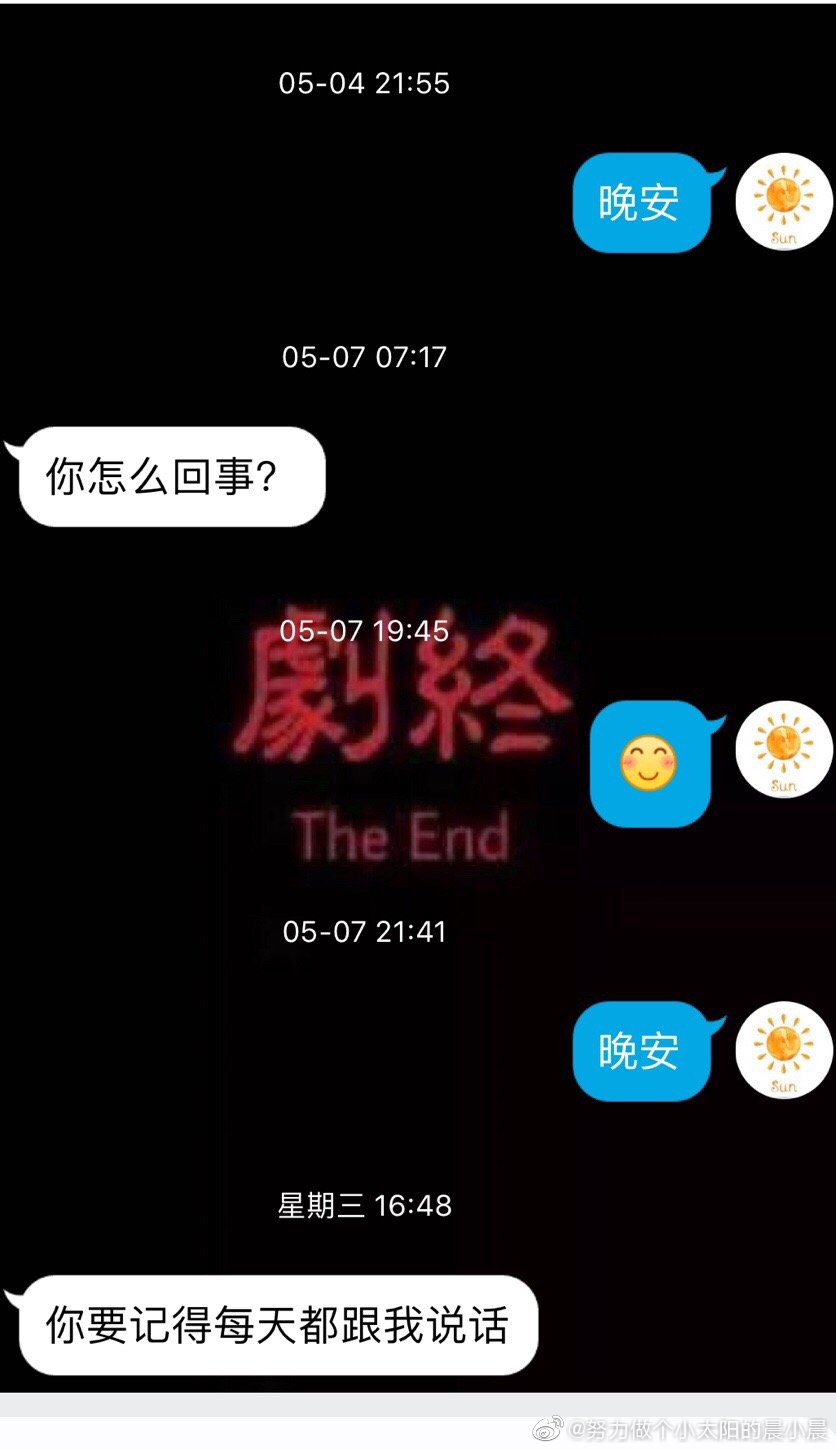 05-04 21:55
晚安
Sun
05-07 07:17
你怎么回事?
05-07 19:45
劇終
Sun
The End
05-07 21:41
晚安
Sun
星期三 16:48
你要记得每天都跟我说话
@努力做个小太阳的晨小晨